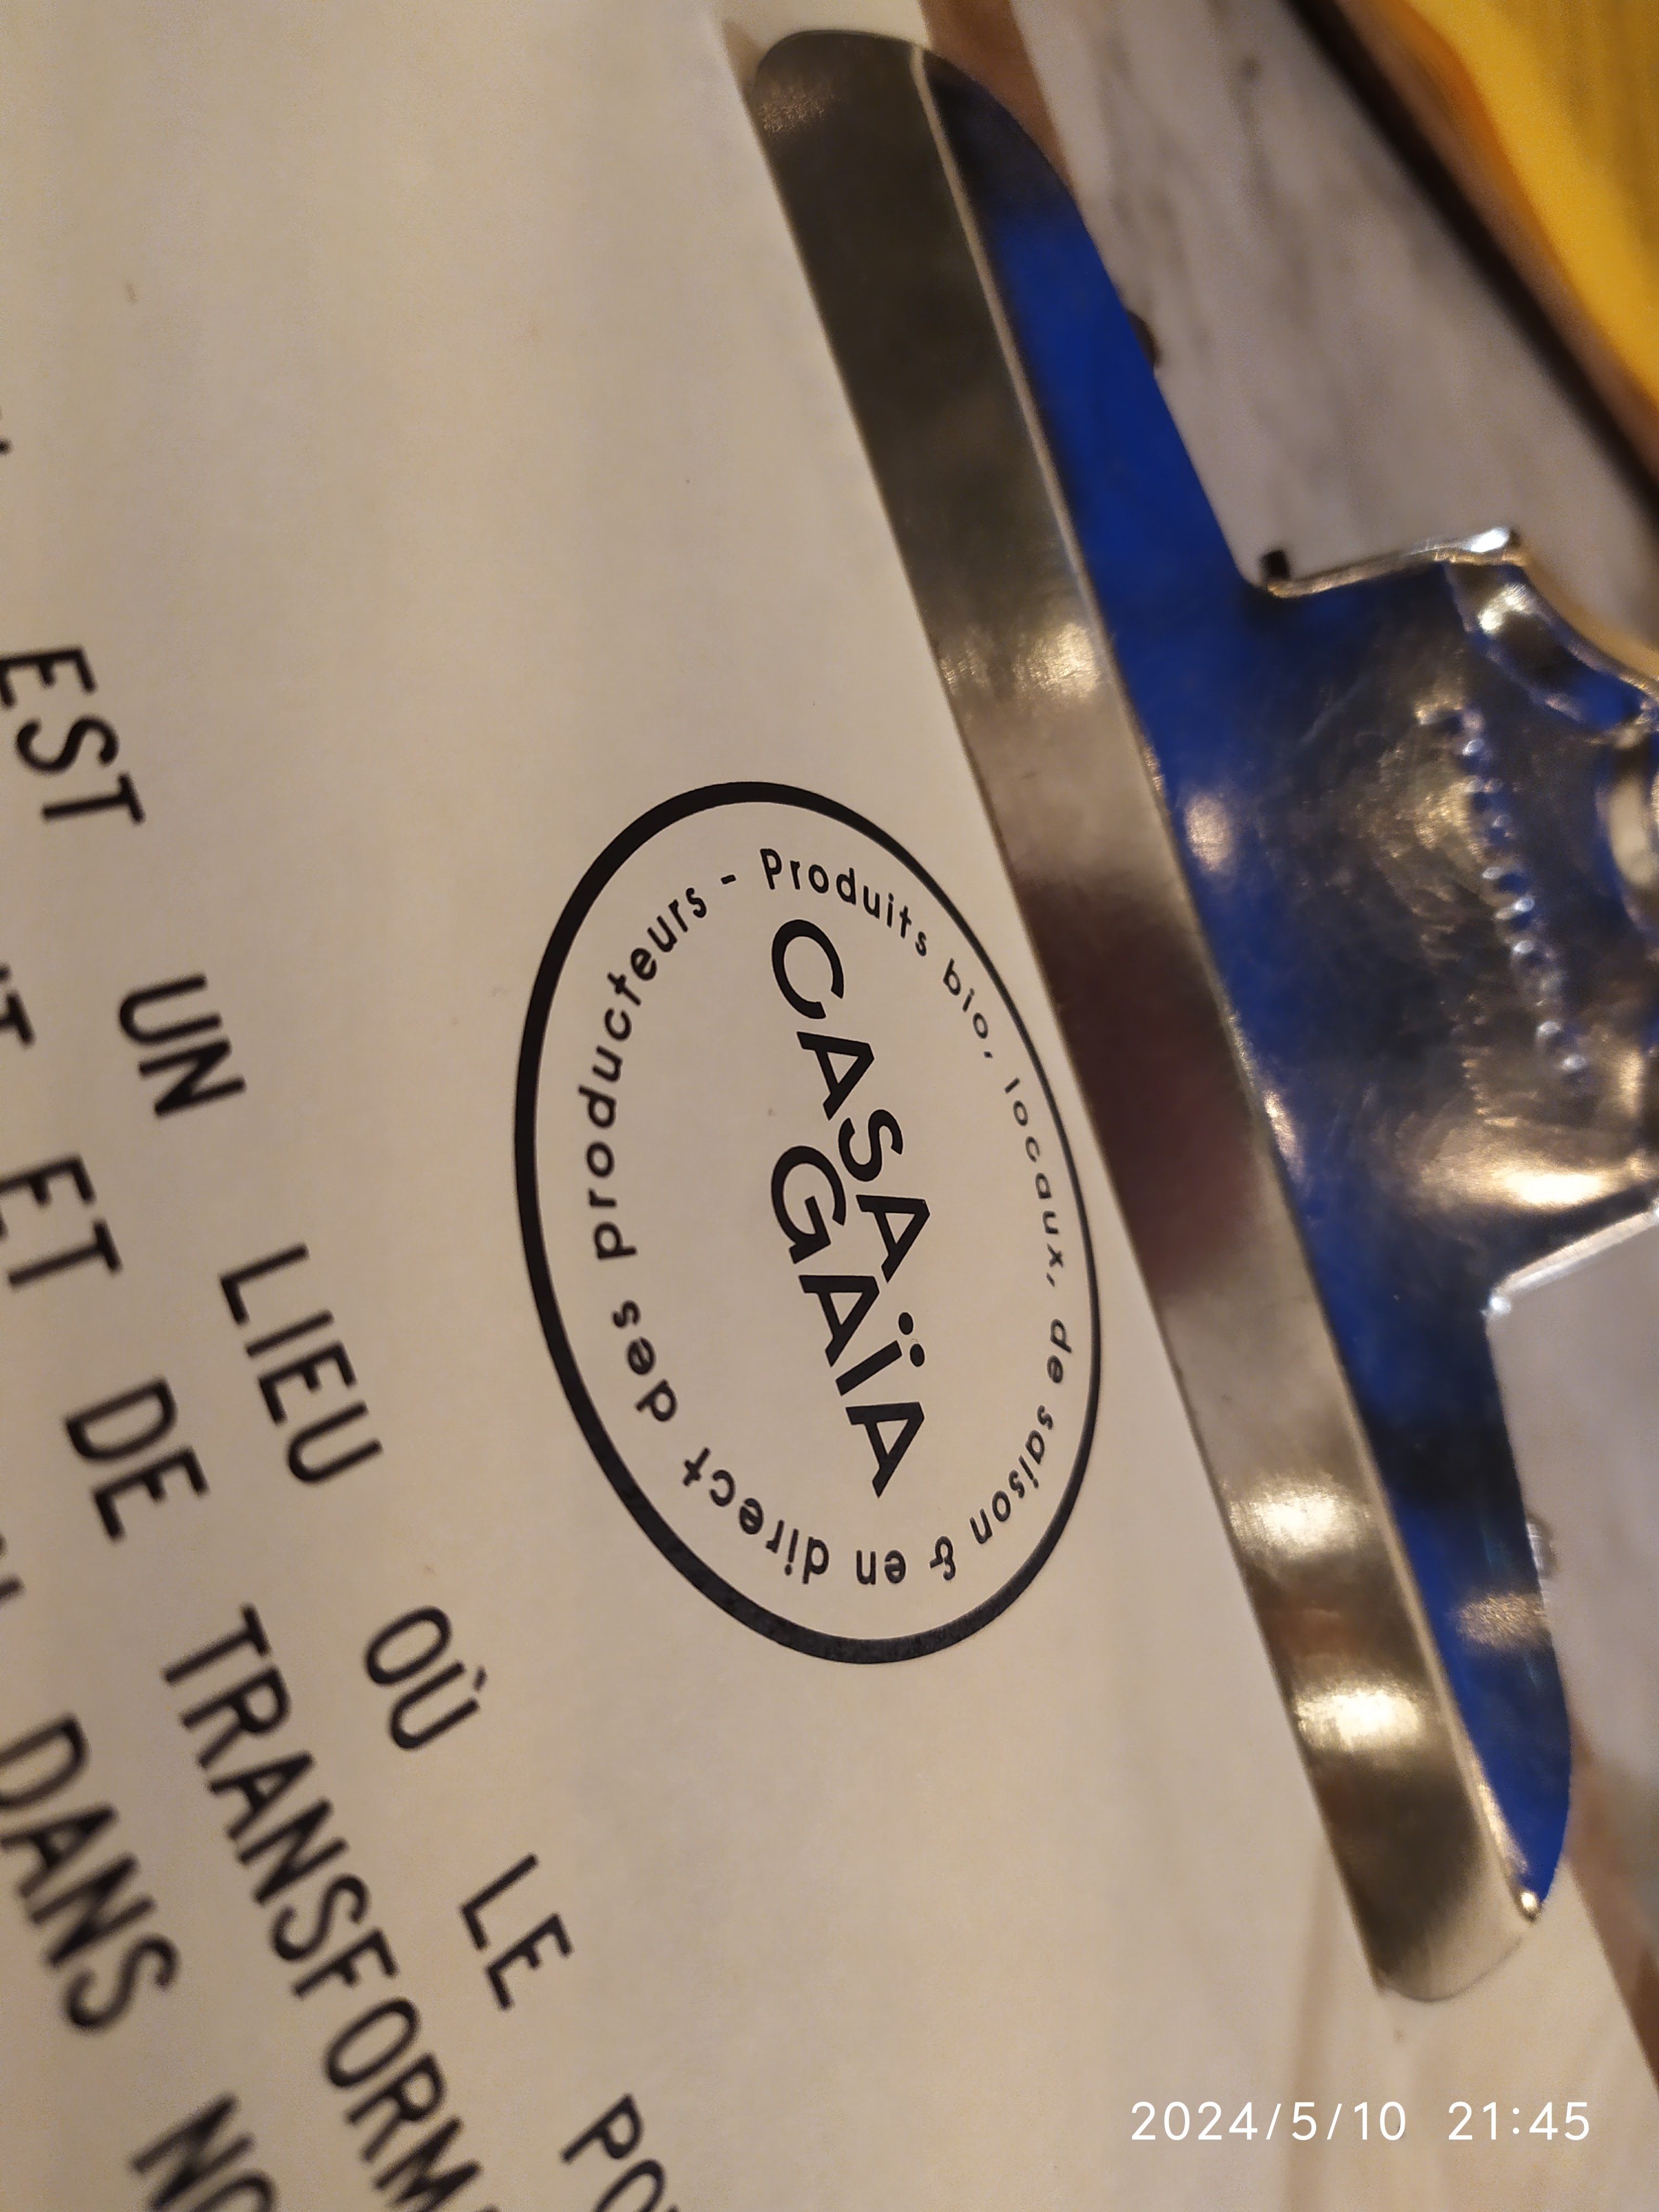 Produits bio, locaux, de saison & en direct des producteurs -
CASA
GAÏA
EST UN LIEU OÙ LE
ET DE
DANS
2024/5/10 21:45